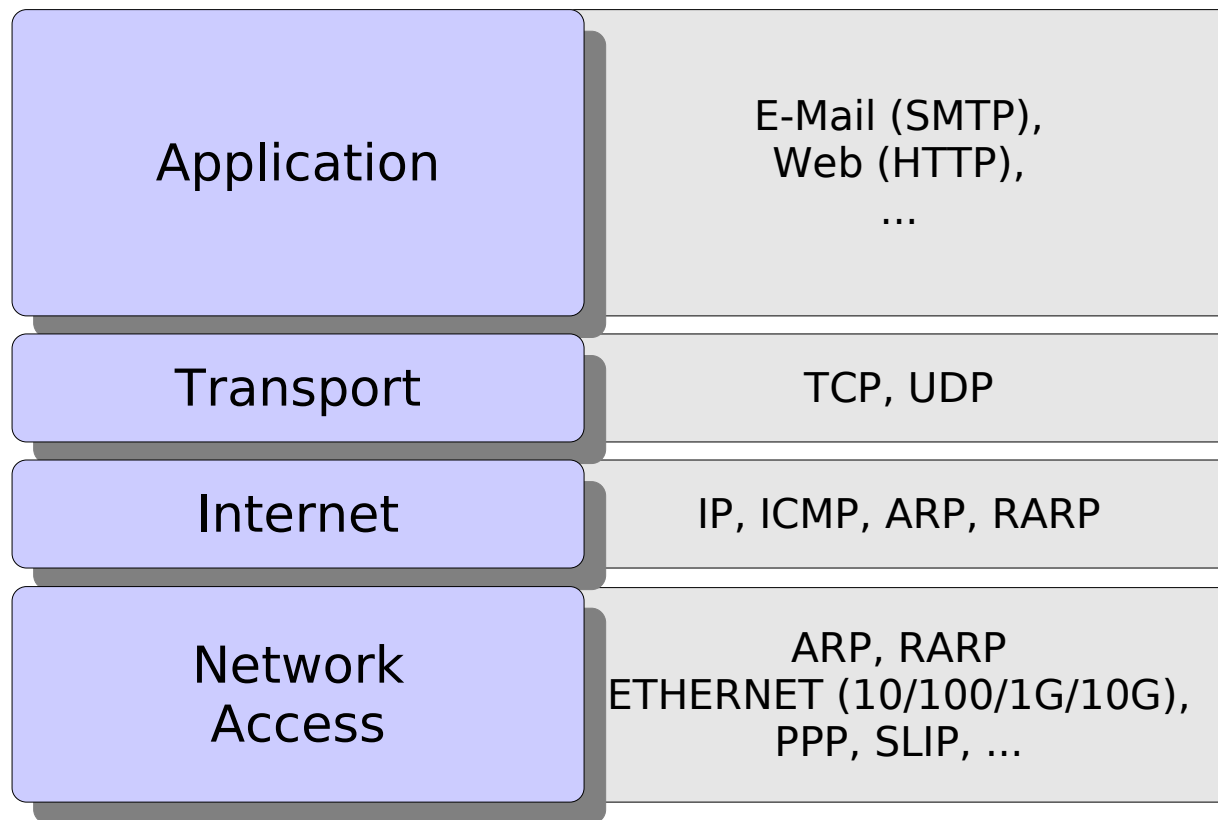 Application
E-Mail (SMTP),
Web (HTTP),
...
Transport
TCP, UDP
Internet
IP, ICMP, ARP, RARP
Network
Access
ARP, RARP
ETHERNET (10/100/1G/10G),
PPP, SLIP, ...